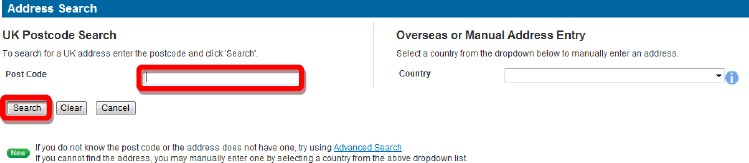 Address Search
UK Postcode Search
To search for a UK address enter the postcode and click 'Search'.
Post Code
Search Clear Cancel
Overseas or Manual Address Entry
Select a country from the dropdown below to manually enter an address.
Country
New If you do not know the post code or the address does not have one, try using Advanced Search.
If you cannot find the address, you may manually enter one by selecting a country from the above dropdown list.